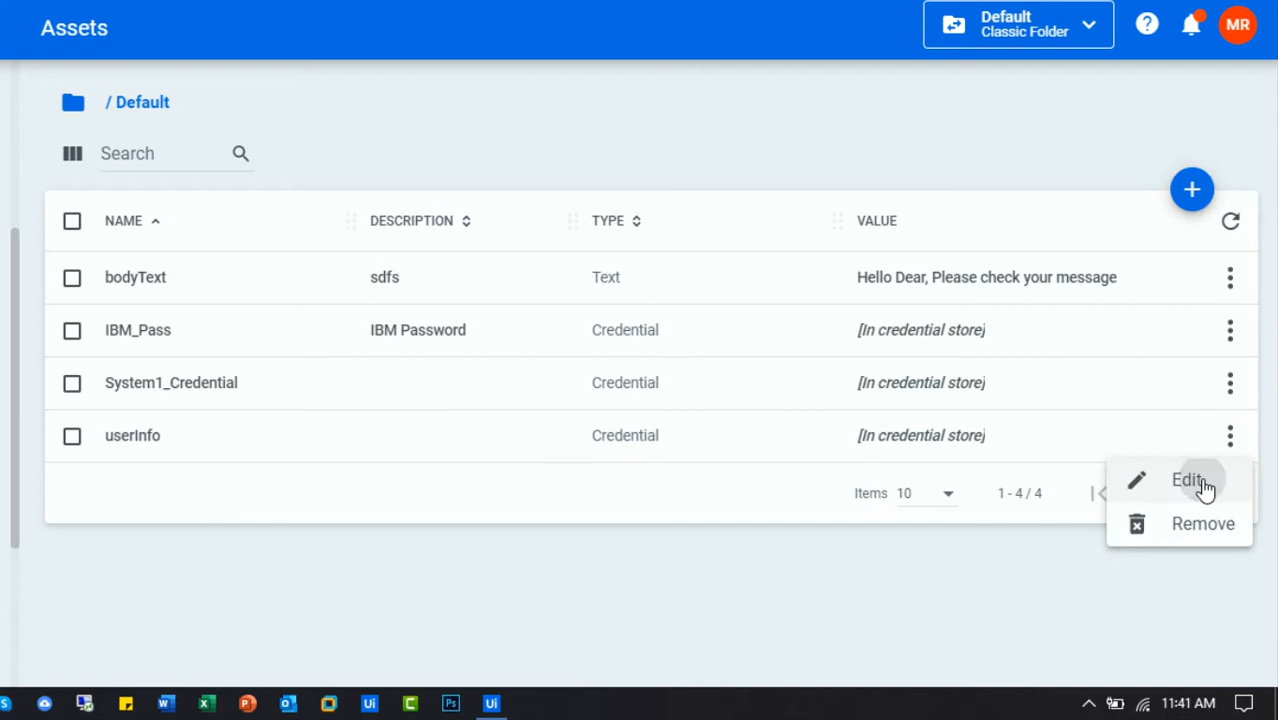 Assets
Default
Classic Folder
MR
/ Default
Search
NAME DESCRIPTION TYPE VALUE
bodyText sdfs Text Hello Dear, Please check your message
IBM_Pass IBM Password Credential [In credential store]
System1_Credential Credential [In credential store]
userInfo Credential [In credential store]
Items 10 1 - 4 / 4
Edit
Remove
11:41 AM